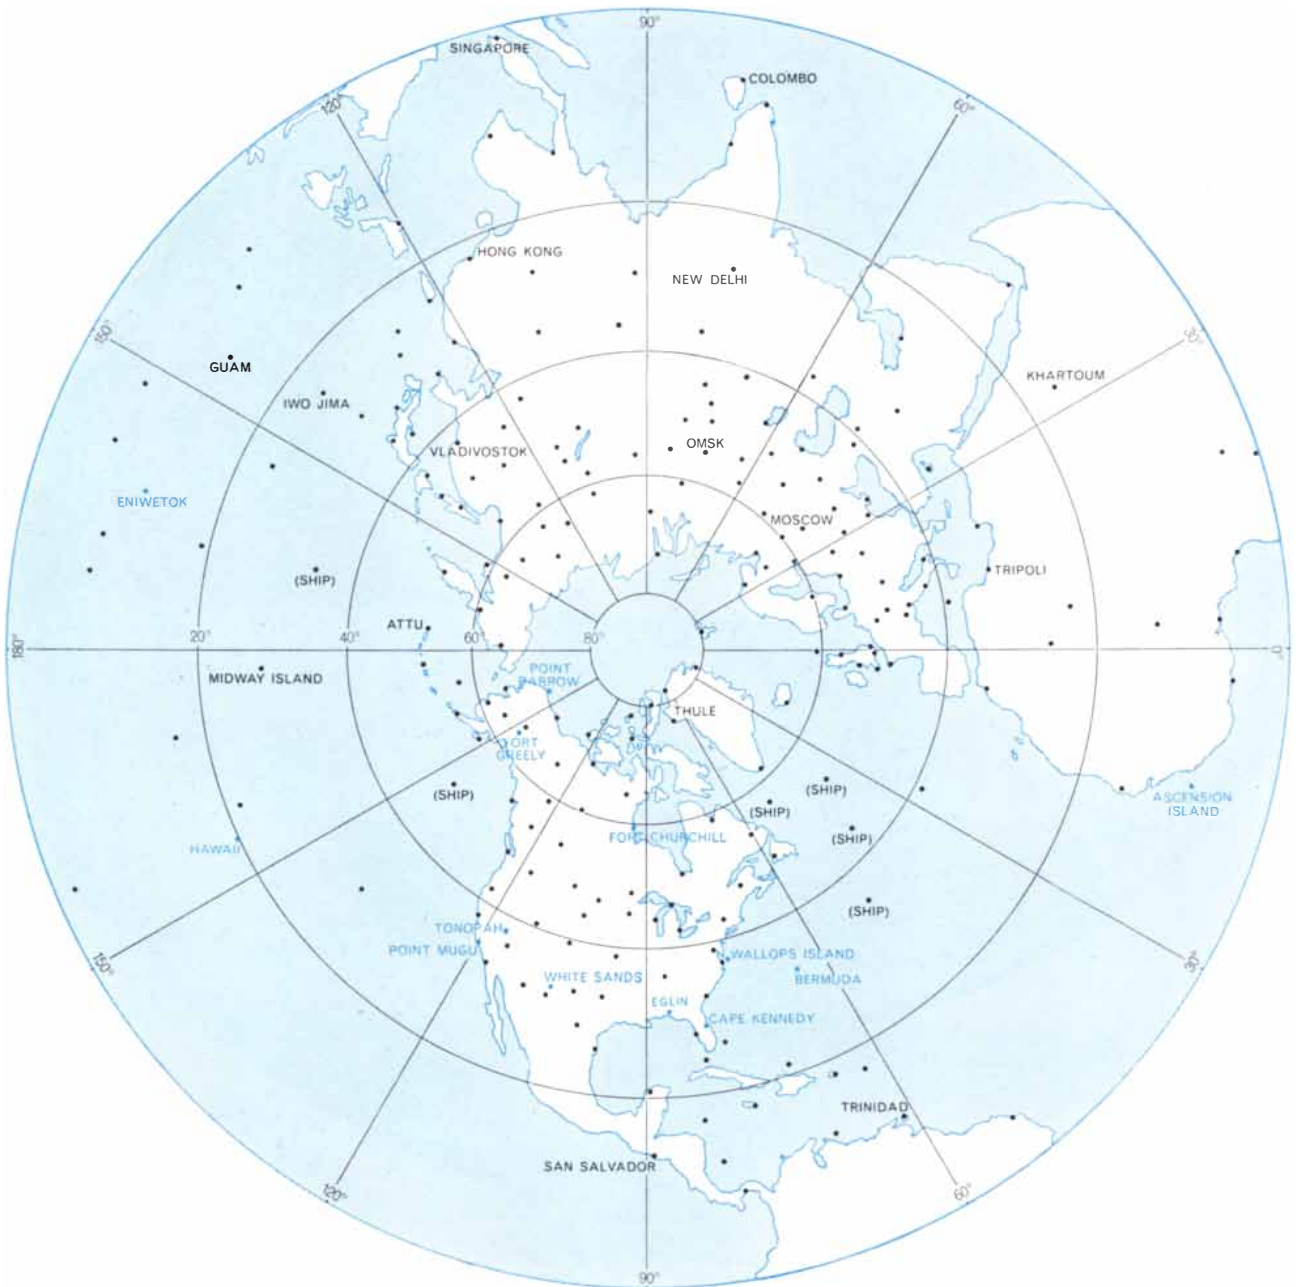 90°
SINGAPORE
COLOMBO
120°
60°
HONG KONG
NEW DELHI
150°
GUAM
KHARTOUM
IWO JIMA
OMSK
VLADIVOSTOK
ENIWETOK
MOSCOW
(SHIP)
TRIPOLI
ATTU
180°
20°
40°
60°
80°
0°
MIDWAY ISLAND
POINT
BARROW
THULE
FORT
GREELY
(SHIP)
(SHIP)
(SHIP)
ASCENSION
ISLAND
HAWAII
FORT CHURCHILL
(SHIP)
(SHIP)
TONOPAH
POINT MUGU
WALLOPS ISLAND
150°
30°
WHITE SANDS
BERMUDA
EGLIN
CAPE KENNEDY
TRINIDAD
SAN SALVADOR
120°
60°
90°